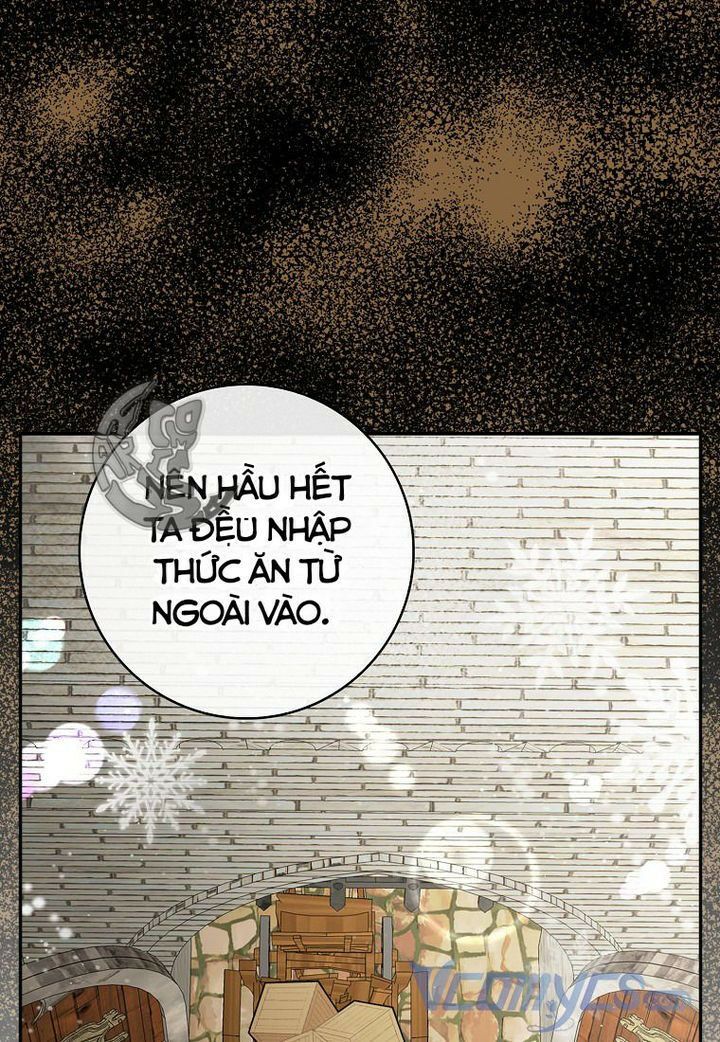 NÊN HẦU HẾT
TA ĐỀU NHẬP
THỨC ĂN TỪ
NGOÀI VÀO.